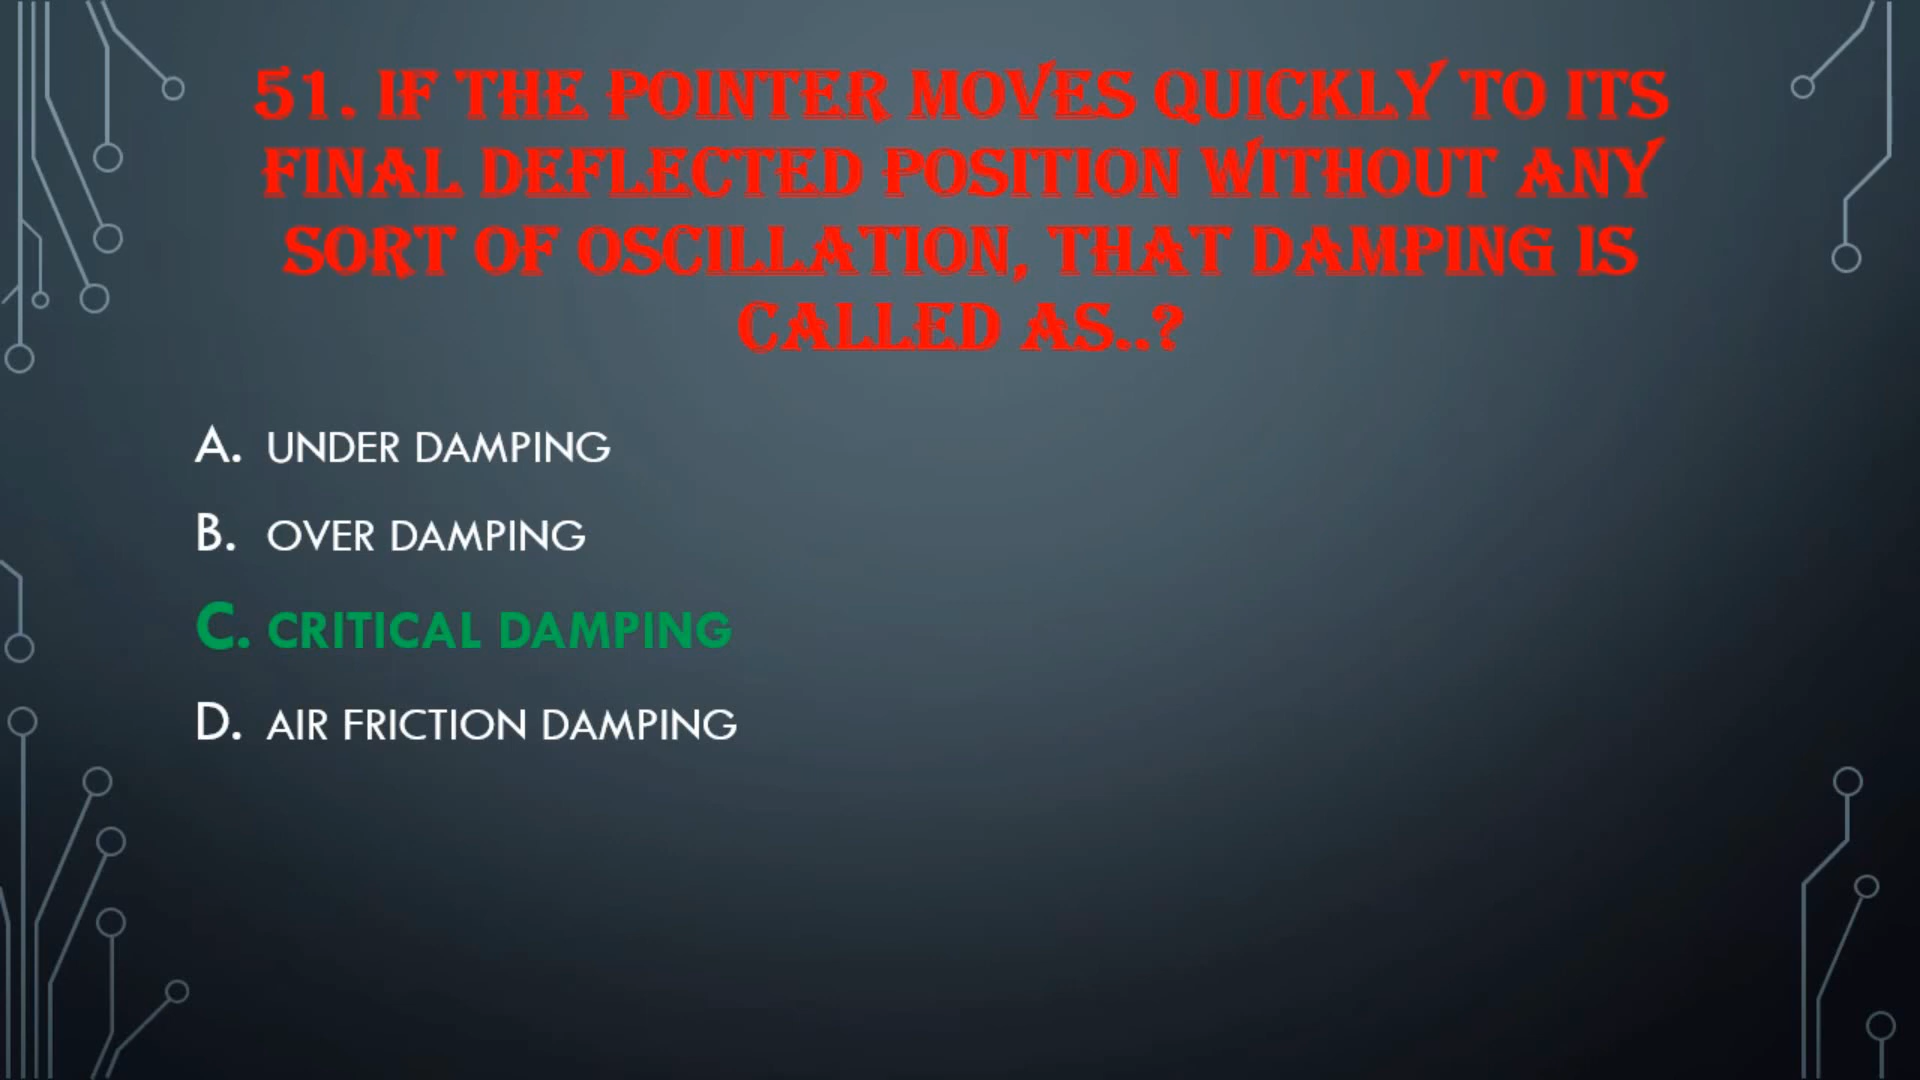 51. IF THE POINTER MOVES QUICKLY TO ITS
FINAL DEFLECTED POSITION WITHOUT ANY
SORT OF OSCILLATION, THAT DAMPING IS
CALLED AS..?
A. UNDER DAMPING
B. OVER DAMPING
C. CRITICAL DAMPING
D. AIR FRICTION DAMPING